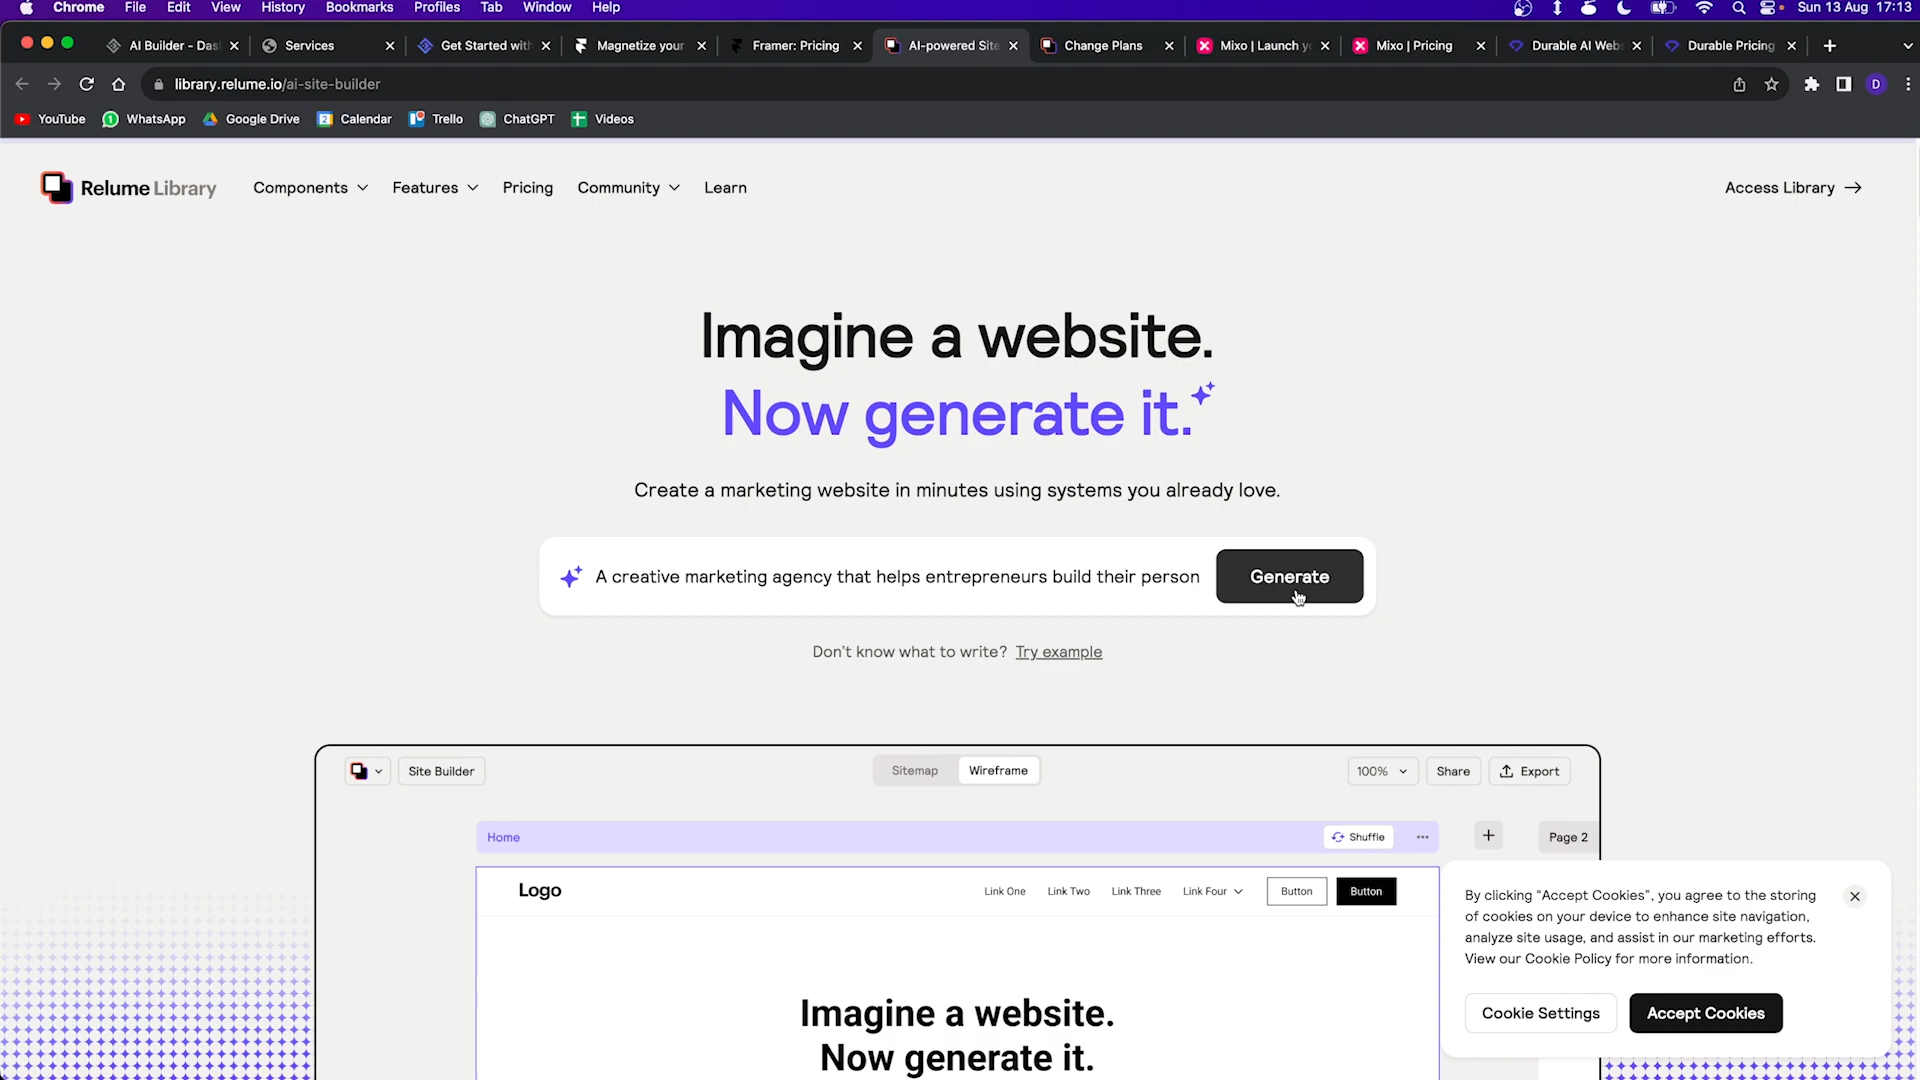 Chrome File Edit View History Bookmarks Profiles Tab Window Help Sun 13 Aug 17:13
AI Builder - Das Services Get Started with Magnetize your Framer: Pricing AI-powered Site Change Plans Mixo | Launch y Mixo | Pricing Durable AI Web Durable Pricing
library.relume.io/ai-site-builder D
YouTube WhatsApp Google Drive Calendar Trello ChatGPT Videos
Relume Library Components Features Pricing Community Learn Access Library
Imagine a website.
Now generate it.
Create a marketing website in minutes using systems you already love.
A creative marketing agency that helps entrepreneurs build their person Generate
Don't know what to write? Try example
Site Builder Sitemap Wireframe 100% Share Export
Home Shuffle Page 2
Logo Link One Link Two Link Three Link Four Button Button
Imagine a website.
Now generate it.
By clicking "Accept Cookies", you agree to the storing
of cookies on your device to enhance site navigation,
analyze site usage, and assist in our marketing efforts.
View our Cookie Policy for more information.
Cookie Settings Accept Cookies